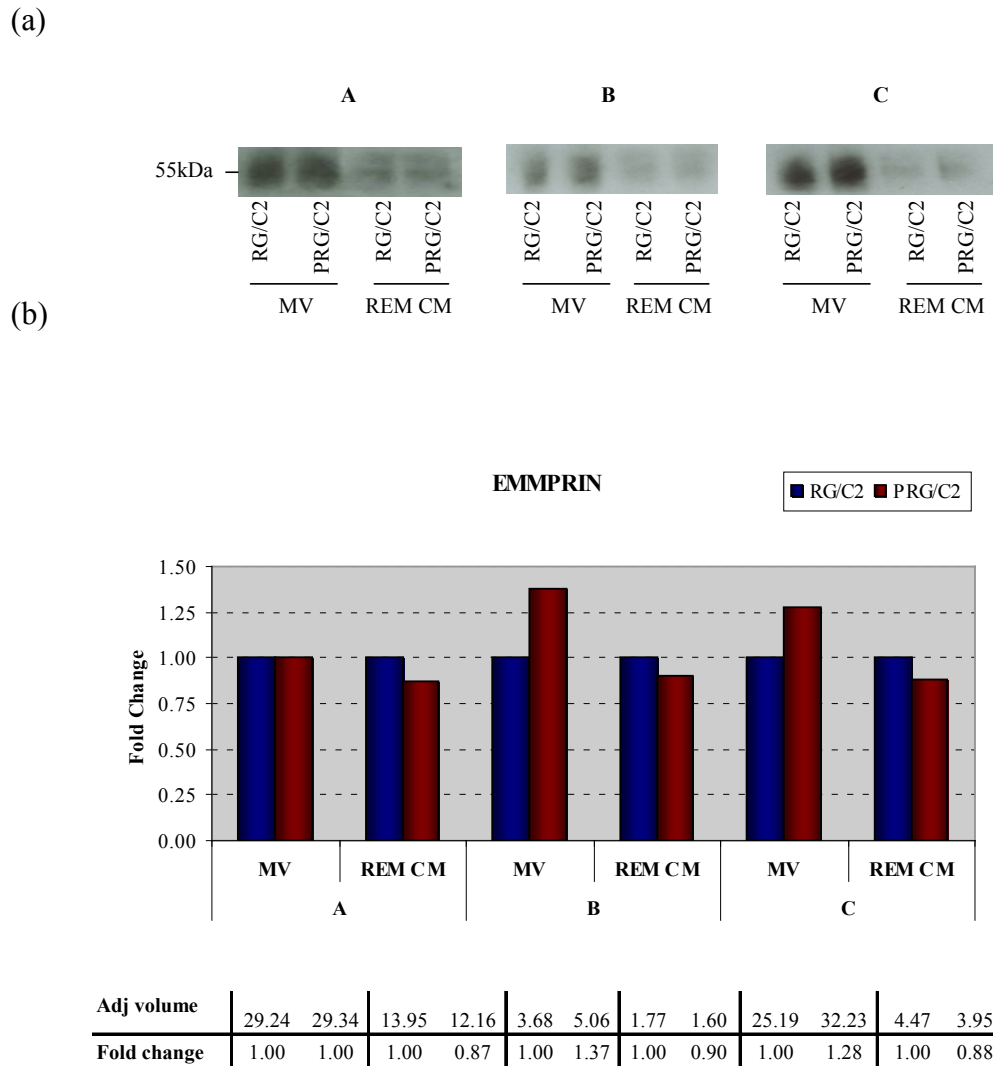 (a)
A B C
55kDa
RG/C2 PRG/C2 RG/C2 PRG/C2 RG/C2 PRG/C2 RG/C2 PRG/C2 RG/C2 PRG/C2 RG/C2 PRG/C2
MV REM CM MV REM CM MV REM CM
(b)
EMMPRIN
RG/C2 PRG/C2
Fold Change
1.50
1.25
1.00
0.75
0.50
0.25
0.00
MV REM CM MV REM CM MV REM CM
A B C
Adj volume 29.24 29.34 13.95 12.16 3.68 5.06 1.77 1.60 25.19 32.23 4.47 3.95
Fold change 1.00 1.00 1.00 0.87 1.00 1.37 1.00 0.90 1.00 1.28 1.00 0.88